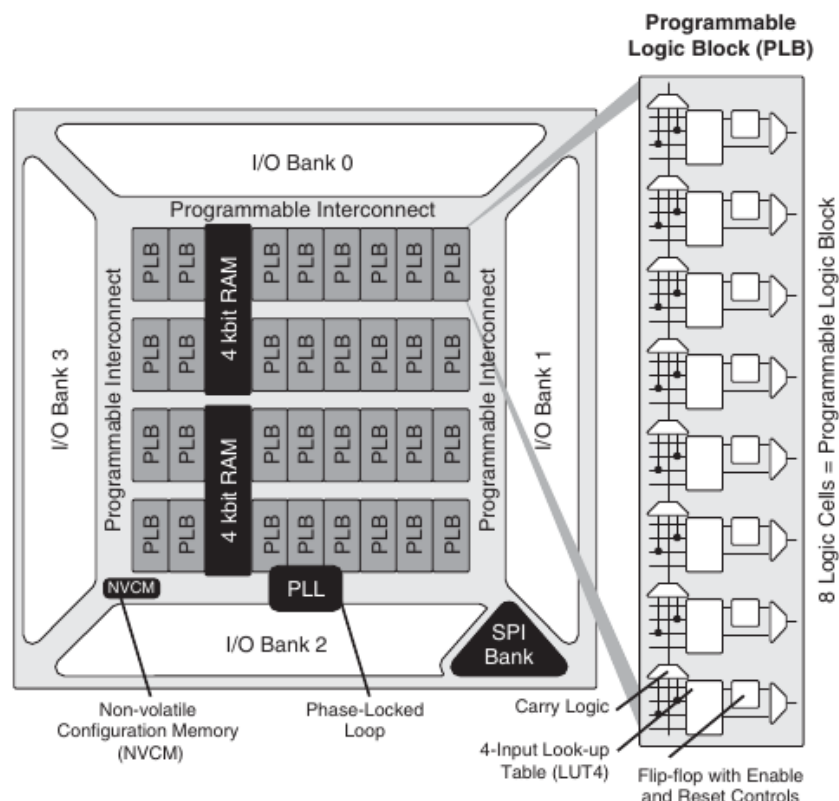 Programmable
Logic Block (PLB)
I/O Bank 0
Programmable Interconnect
PLB PLB PLB PLB PLB PLB PLB PLB
4 kbit RAM
PLB PLB PLB PLB PLB PLB PLB PLB
Programmable Interconnect
Programmable Interconnect
I/O Bank 3
I/O Bank 1
PLB PLB PLB PLB PLB PLB PLB PLB
4 kbit RAM
PLB PLB PLB PLB PLB PLB PLB PLB
NVCM
PLL
I/O Bank 2
SPI
Bank
8 Logic Cells = Programmable Logic Block
Non-volatile
Configuration Memory
(NVCM)
Phase-Locked
Loop
Carry Logic
4-Input Look-up
Table (LUT4)
Flip-flop with Enable
and Reset Controls